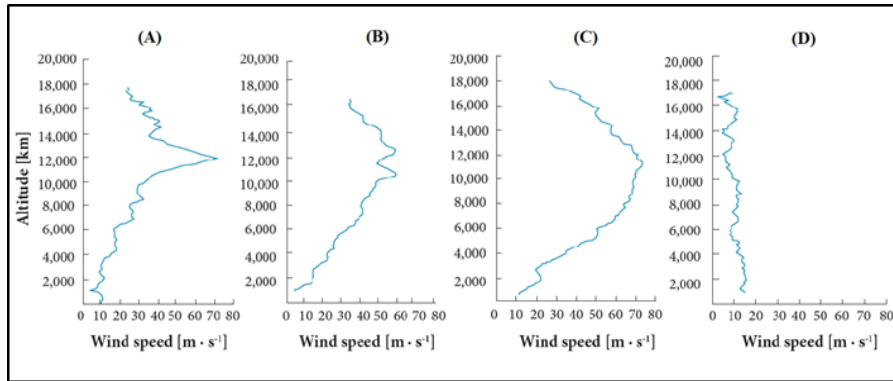 (A) (B) (C) (D)
20,000 20,000 20,000 20,000
18,000 18,000 18,000 18,000
16,000 16,000 16,000 16,000
14,000 14,000 14,000 14,000
12,000 12,000 12,000 12,000
10,000 10,000 10,000 10,000
8,000 8,000 8,000 8,000
6,000 6,000 6,000 6,000
4,000 4,000 4,000 4,000
2,000 2,000 2,000 2,000
Altitude [km]
0 10 20 30 40 50 60 70 80 0 10 20 30 40 50 60 70 80 0 10 20 30 40 50 60 70 80 0 10 20 30 40 50 60 70 80
Wind speed [m · s⁻¹] Wind speed [m · s⁻¹] Wind speed [m · s⁻¹] Wind speed [m · s⁻¹]